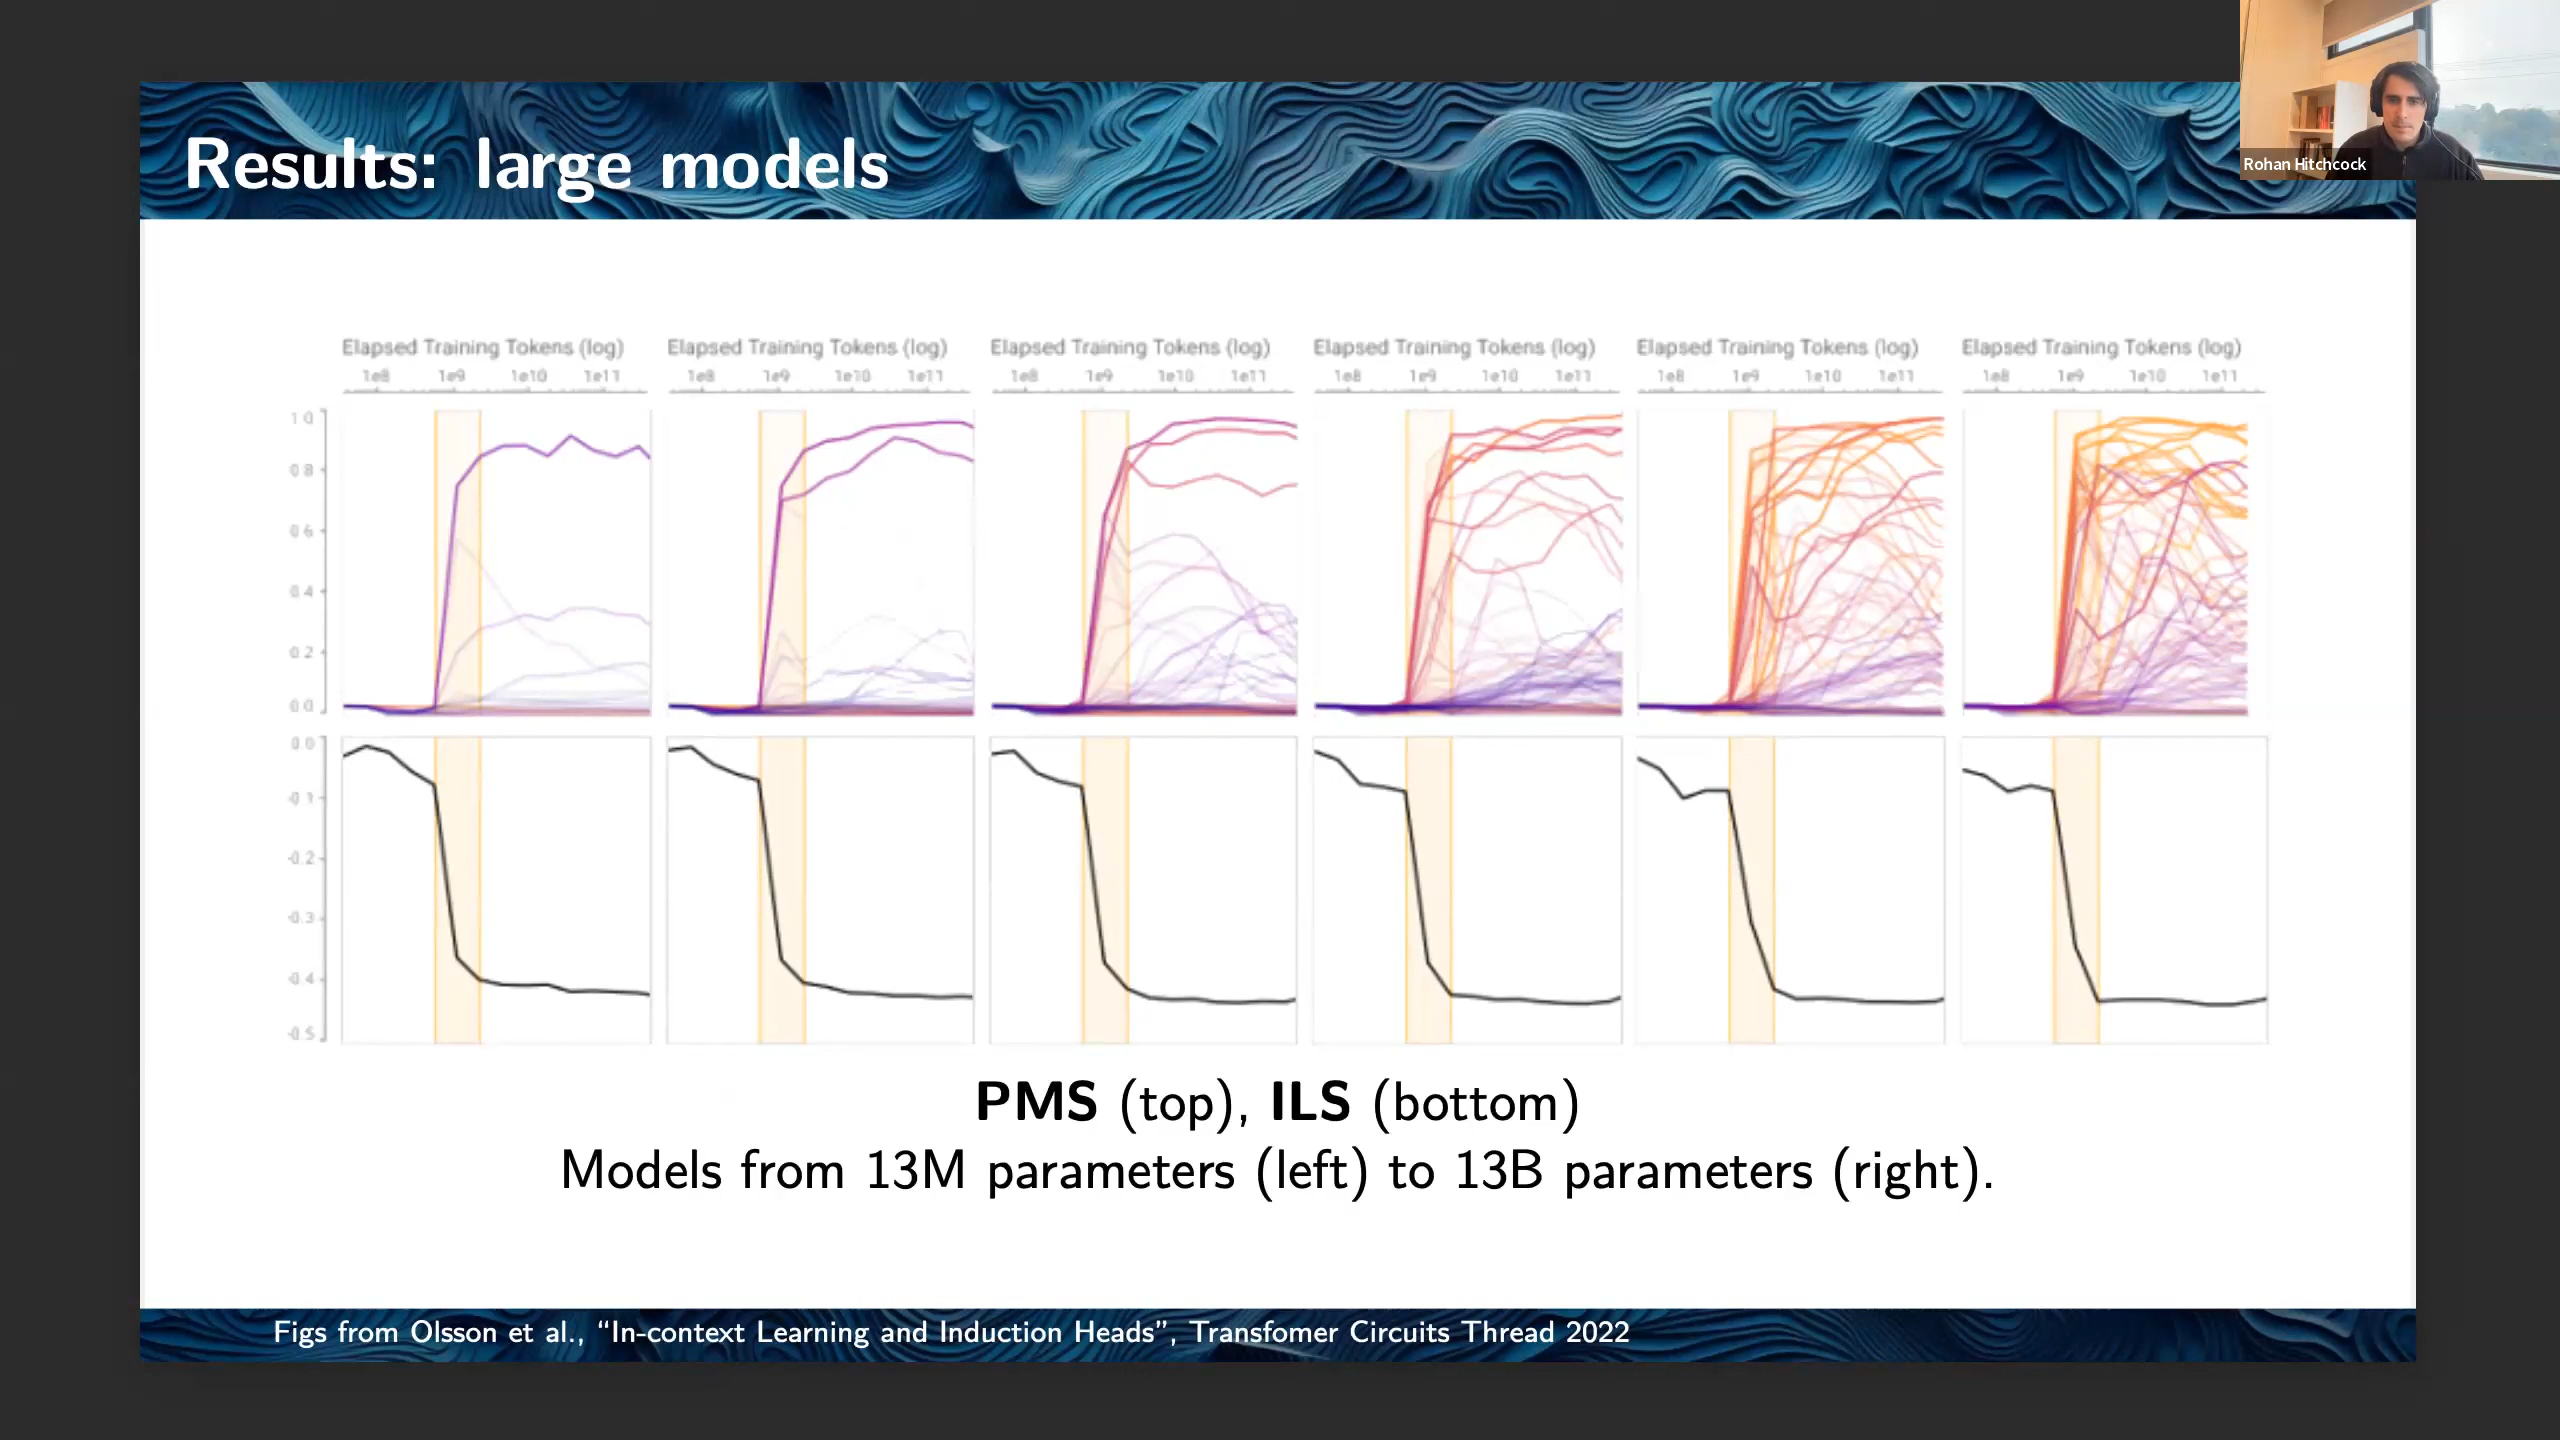 Results: large models
Rohan Hitchcock
Elapsed Training Tokens (log) Elapsed Training Tokens (log) Elapsed Training Tokens (log) Elapsed Training Tokens (log) Elapsed Training Tokens (log) Elapsed Training Tokens (log)
1e8 1e9 1e10 1e11 1e8 1e9 1e10 1e11 1e8 1e9 1e10 1e11 1e8 1e9 1e10 1e11 1e8 1e9 1e10 1e11 1e8 1e9 1e10 1e11
1.0
0.8
0.6
0.4
0.2
0.0
0.0
-0.1
-0.2
-0.3
-0.4
-0.5
PMS (top), ILS (bottom)
Models from 13M parameters (left) to 13B parameters (right).
Figs from Olsson et al., “In-context Learning and Induction Heads”, Transfomer Circuits Thread 2022